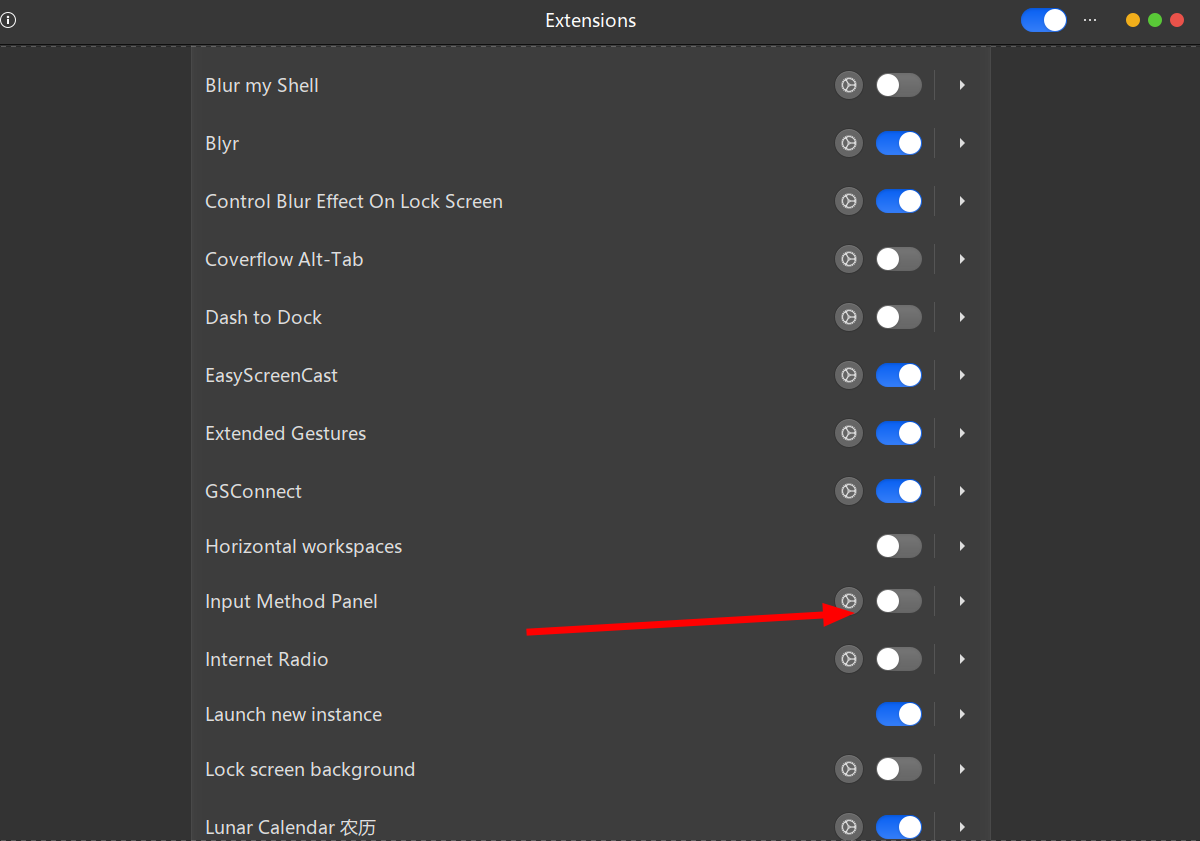 Extensions
Blur my Shell
Blyr
Control Blur Effect On Lock Screen
Coverflow Alt-Tab
Dash to Dock
EasyScreenCast
Extended Gestures
GSConnect
Horizontal workspaces
Input Method Panel
Internet Radio
Launch new instance
Lock screen background
Lunar Calendar 农历